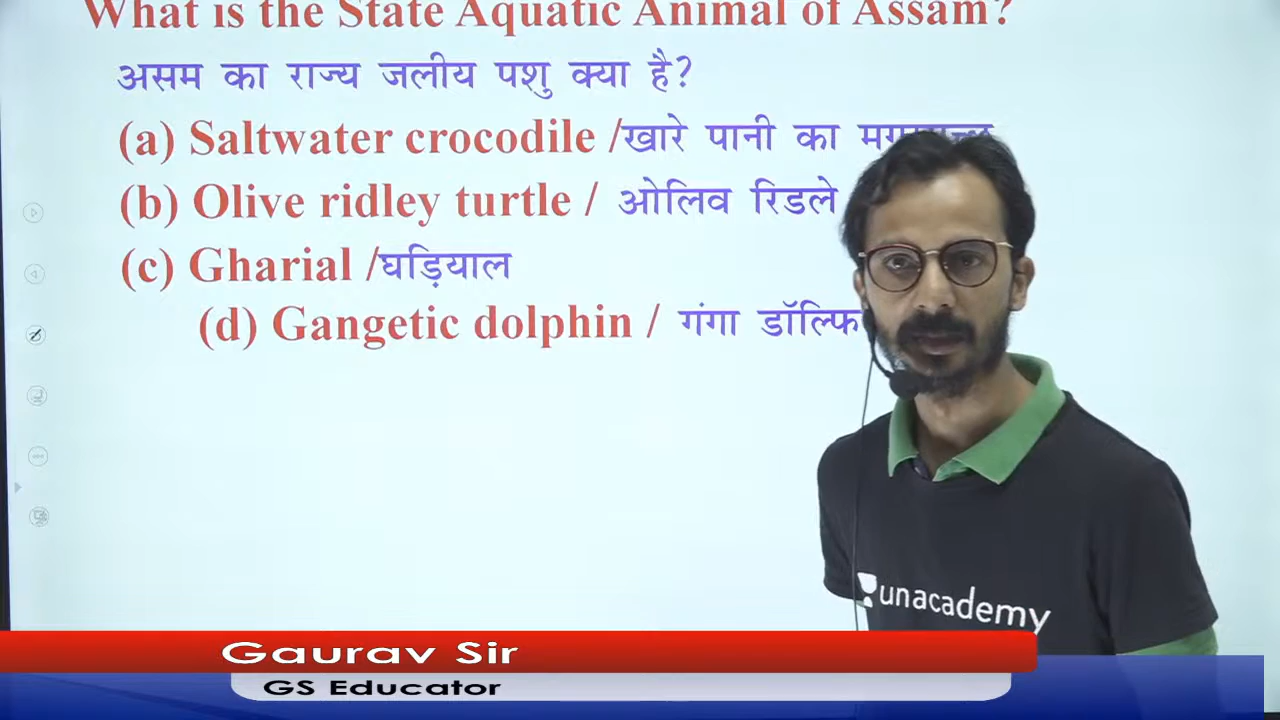 What is the State Aquatic Animal of Assam?
असम का राज्य जलीय पशु क्या है?
(a) Saltwater crocodile /खारे पानी का
(b) Olive ridley turtle / ओलिव रिडले
(c) Gharial /घड़ियाल
(d) Gangetic dolphin / गंगा
unacademy
Gaurav Sir
GS Educator